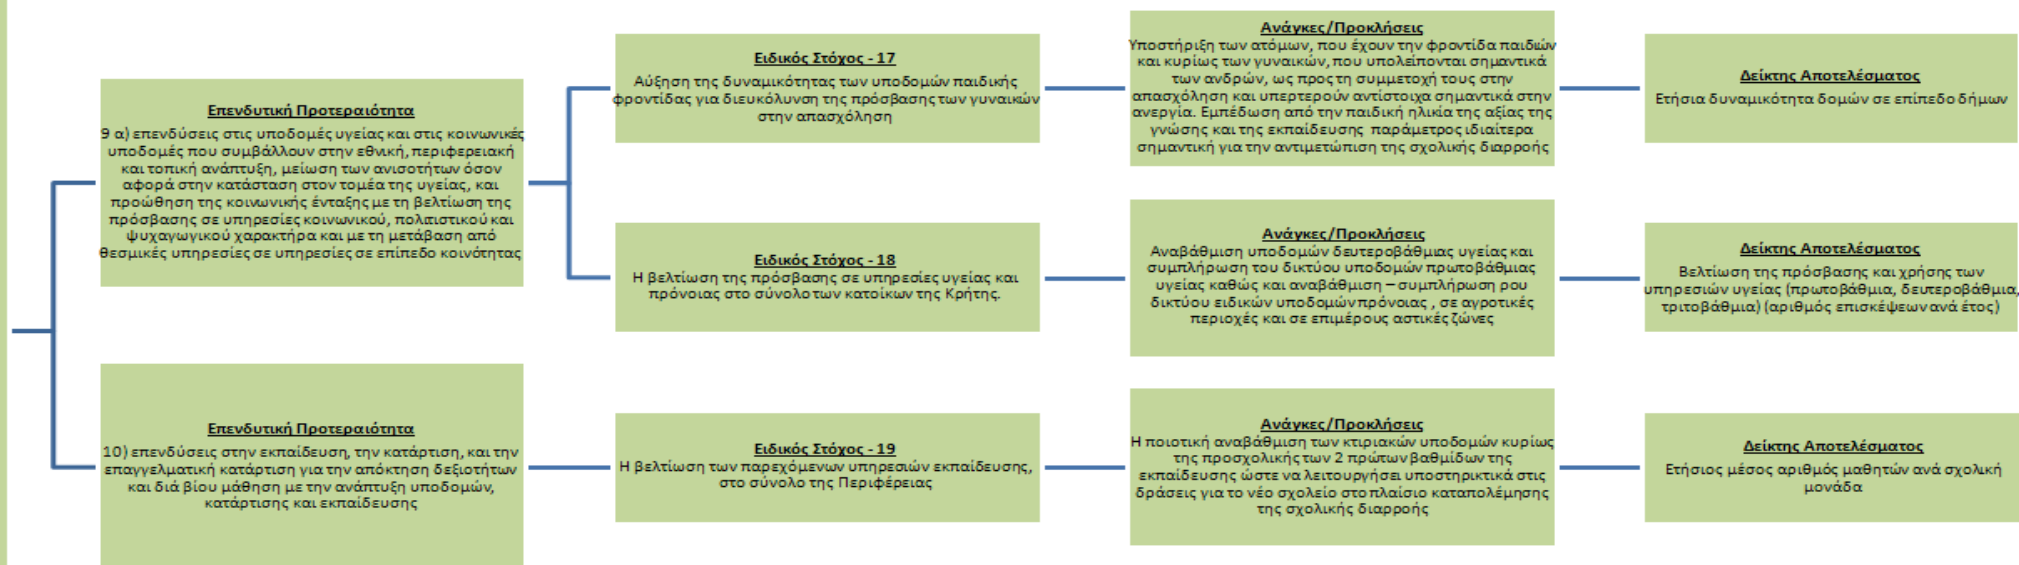 Επενδυτική Προτεραιότητα
9 α) επενδύσεις στις υποδομές υγείας και στις κοινωνικές
υποδομές που συμβάλλουν στην εθνική, περιφερειακή
και τοπική ανάπτυξη, μείωση των ανισοτήτων όσον
αφορά στην κατάσταση στον τομέα της υγείας, και
προώθηση της κοινωνικής ένταξης με τη βελτίωση της
πρόσβασης σε υπηρεσίες κοινωνικού, πολιτιστικού και
ψυχαγωγικού χαρακτήρα και με τη μετάβαση από
θεσμικές υπηρεσίες σε υπηρεσίες σε επίπεδο κοινότητας
Ειδικός Στόχος - 17
Αύξηση της δυναμικότητας των υποδομών παιδικής
φροντίδας για διευκόλυνση της πρόσβασης των γυναικών
στην απασχόληση
Ανάγκες/Προκλήσεις
Υποστήριξη των ατόμων, που έχουν την φροντίδα παιδιών
και κυρίως των γυναικών, που υπολείπονται σημαντικά
των ανδρών, ως προς τη συμμετοχή τους στην
απασχόληση και υπερτερούν αντίστοιχα σημαντικά στην
ανεργία. Εμπέδωση από την παιδική ηλικία της αξίας της
γνώσης και της εκπαίδευσης παράμετρος ιδιαίτερα
σημαντική για την αντιμετώπιση της σχολικής διαρροής
Δείκτης Αποτελέσματος
Ετήσια δυναμικότητα δομών σε επίπεδο δήμων
Ειδικός Στόχος - 18
Η βελτίωση της πρόσβασης σε υπηρεσίες υγείας και
πρόνοιας στο σύνολο των κατοίκων της Κρήτης.
Ανάγκες/Προκλήσεις
Αναβάθμιση υποδομών δευτεροβάθμιας υγείας και
συμπλήρωση του δικτύου υποδομών πρωτοβάθμιας
υγείας καθώς και αναβάθμιση – συμπλήρωση ρου
δικτύου ειδικών υποδομών πρόνοιας , σε αγροτικές
περιοχές και σε επιμέρους αστικές ζώνες
Δείκτης Αποτελέσματος
Βελτίωση της πρόσβασης και χρήσης των
υπηρεσιών υγείας (πρωτοβάθμια, δευτεροβάθμια,
τριτοβάθμια) (αριθμός επισκέψεων ανά έτος)
Επενδυτική Προτεραιότητα
10) επενδύσεις στην εκπαίδευση, την κατάρτιση, και την
επαγγελματική κατάρτιση για την απόκτηση δεξιοτήτων
και διά βίου μάθηση με την ανάπτυξη υποδομών,
κατάρτισης και εκπαίδευσης
Ειδικός Στόχος - 19
Η βελτίωση των παρεχόμενων υπηρεσιών εκπαίδευσης,
στο σύνολο της Περιφέρειας
Ανάγκες/Προκλήσεις
Η ποιοτική αναβάθμιση των κτιριακών υποδομών κυρίως
της προσχολικής των 2 πρώτων βαθμίδων της
εκπαίδευσης ώστε να λειτουργήσει υποστηρικτικά στις
δράσεις για το νέο σχολείο στο πλαίσιο καταπολέμησης
της σχολικής διαρροής
Δείκτης Αποτελέσματος
Ετήσιος μέσος αριθμός μαθητών ανά σχολική
μονάδα